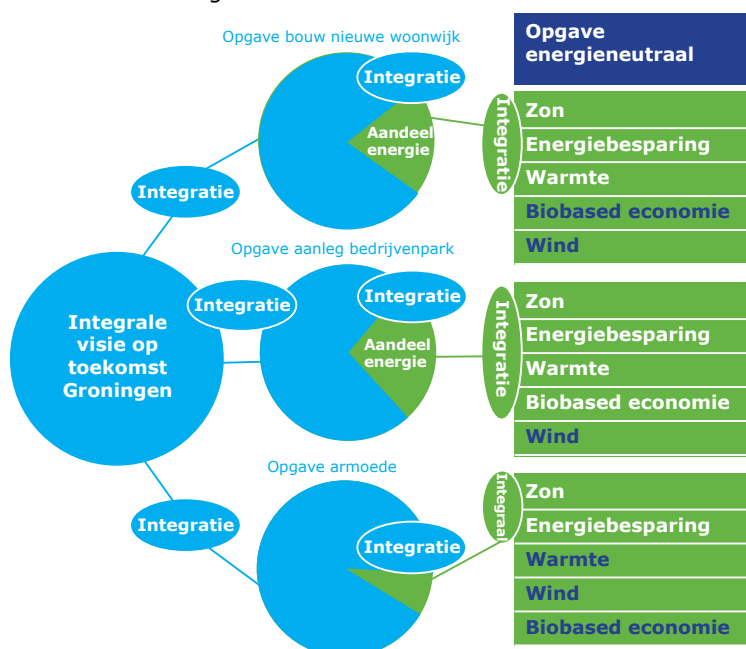 Opgave bouw nieuwe woonwijk
Integratie
Aandeel
energie
Integratie
Opgave
energieneutraal
Zon
Energiebesparing
Warmte
Biobased economie
Wind
Integratie
Opgave aanleg bedrijvenpark
Integratie
Integratie
Aandeel
energie
Integratie
Zon
Energiebesparing
Warmte
Biobased economie
Wind
Integrale
visie op
toekomst
Groningen
Opgave armoede
Integratie
Integratie
Integraal
Zon
Energiebesparing
Warmte
Wind
Biobased economie